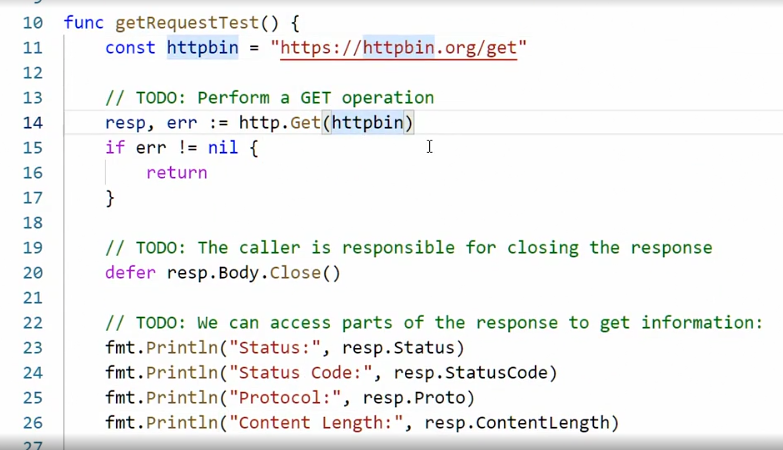 10 func getRequestTest() {
11 const httpbin = "https://httpbin.org/get"
12
13 // TODO: Perform a GET operation
14 resp, err := http.Get(httpbin)
15 if err != nil {
16 return
17 }
18
19 // TODO: The caller is responsible for closing the response
20 defer resp.Body.Close()
21
22 // TODO: We can access parts of the response to get information:
23 fmt.Println("Status:", resp.Status)
24 fmt.Println("Status Code:", resp.StatusCode)
25 fmt.Println("Protocol:", resp.Proto)
26 fmt.Println("Content Length:", resp.ContentLength)
27